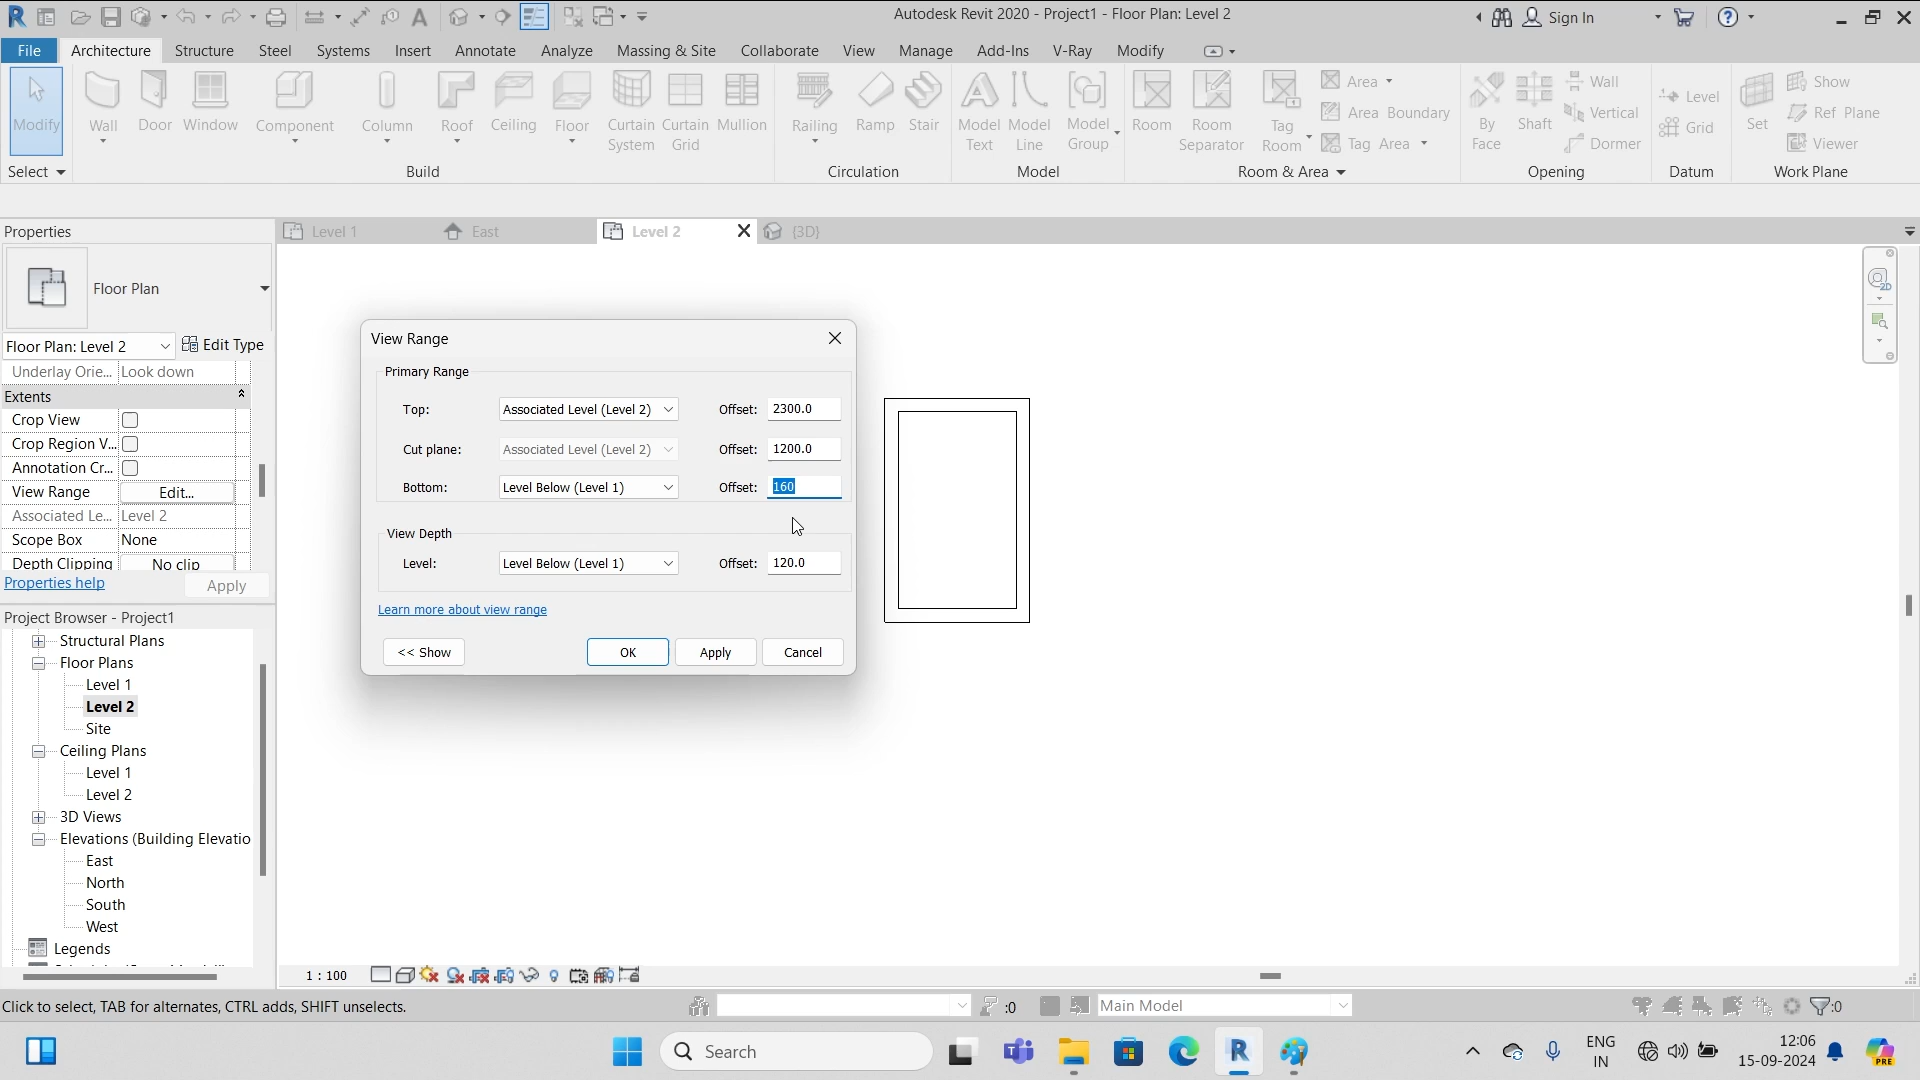 Autodesk Revit 2020 - Project1 - Floor Plan: Level 2
Sign In
File Architecture Structure Steel Systems Insert Annotate Analyze Massing & Site Collaborate View Manage Add-Ins V-Ray Modify
Modify
Wall
Door
Window
Component
Column
Roof
Ceiling
Floor
Curtain System
Curtain Grid
Mullion
Railing
Ramp
Stair
Model Text
Model Line
Model Group
Room
Room Separator
Tag Room
Area
Area Boundary
Tag Area
By Face
Shaft
Wall
Vertical
Dormer
Level
Grid
Set
Show
Ref Plane
Viewer
Select Build Circulation Model Room & Area Opening Datum Work Plane
Properties
Level 1 East Level 2 {3D}
Floor Plan
Floor Plan: Level 2 Edit Type
Underlay Orie... Look down
Extents
Crop View
Crop Region V...
Annotation Cr...
View Range Edit...
Associated Le... Level 2
Scope Box None
Depth Clipping No clip
Properties help Apply
Project Browser - Project1
Structural Plans
Floor Plans
Level 1
Level 2
Site
Ceiling Plans
Level 1
Level 2
3D Views
Elevations (Building Elevatio
East
North
South
West
Legends
View Range
Primary Range
Top: Associated Level (Level 2) Offset: 2300.0
Cut plane: Associated Level (Level 2) Offset: 1200.0
Bottom: Level Below (Level 1) Offset: 160
View Depth
Level: Level Below (Level 1) Offset: 120.0
Learn more about view range
<< Show OK Apply Cancel
2D
1 : 100
Click to select, TAB for alternates, CTRL adds, SHIFT unselects.
:0
Main Model
:0
Search
ENG
IN
12:06
15-09-2024
PRE